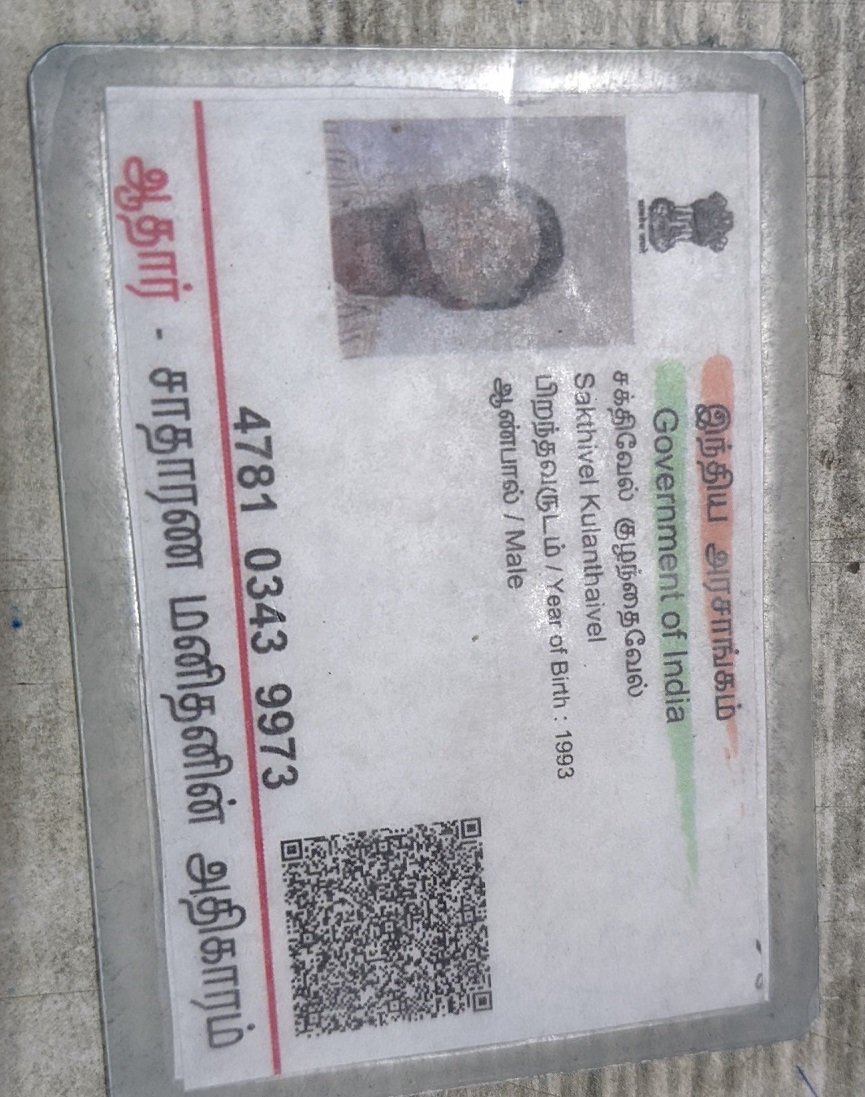 இந்திய அரசாங்கம்
Government of India
சக்திவேல் குழந்தைவேல்
Sakthivel Kulanthaivel
பிறந்தவருடம் / Year of Birth : 1993
ஆண்பால் / Male
4781 0343 9973
ஆதார் - சாதாரண மனிதனின் அதிகாரம்